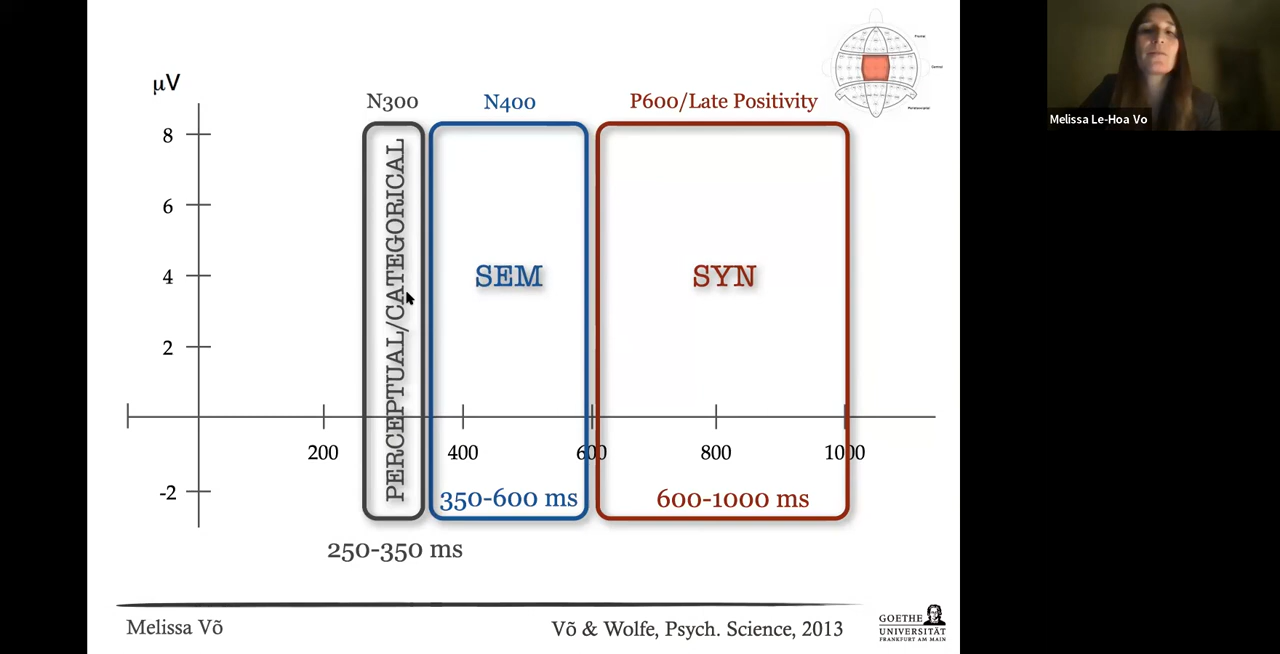 μV
N300
N400
P600/Late Positivity
8
6
4
2
-2
PERCEPTUAL/CATEGORICAL
SEM
SYN
200
400
600
800
1000
350-600 ms
600-1000 ms
250-350 ms
Melissa Võ
Võ & Wolfe, Psych. Science, 2013
GOETHE
UNIVERSITÄT
FRANKFURT AM MAIN
Melissa Le-Hoa Vo